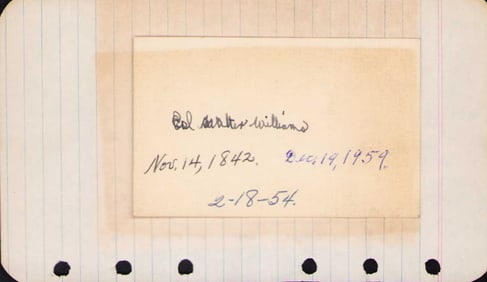 Col Walter Williams
Nov. 14, 1842. Dec. 19, 1959.
2-18-54.